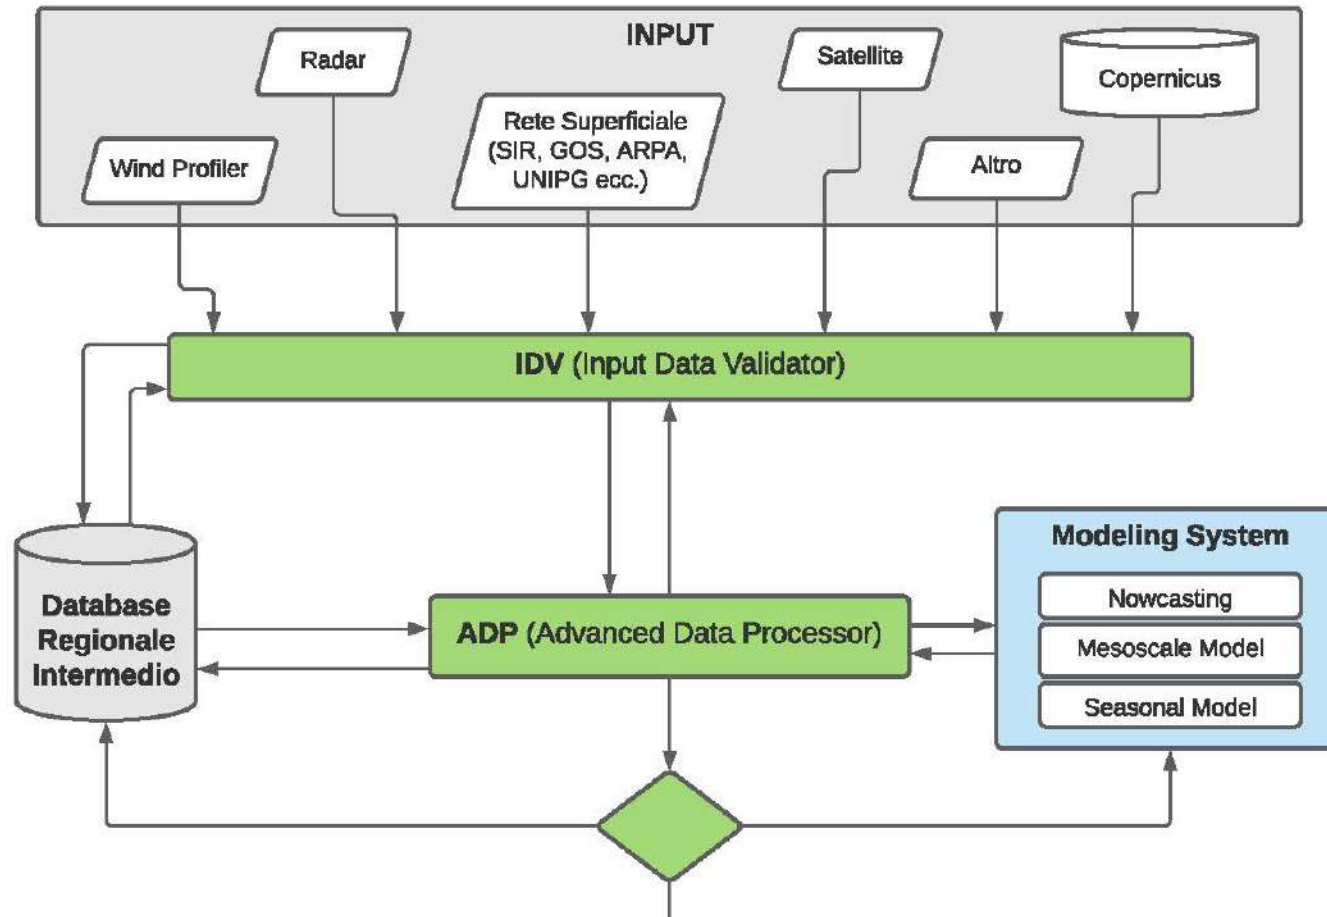 INPUT
Radar
Satellite
Copernicus
Wind Profiler
Rete Superficiale
(SIR, GOS, ARPA,
UNIPG ecc.)
Altro
IDV (Input Data Validator)
Database
Regionale
Intermedio
ADP (Advanced Data Processor)
Modeling System
Nowcasting
Mesoscale Model
Seasonal Model